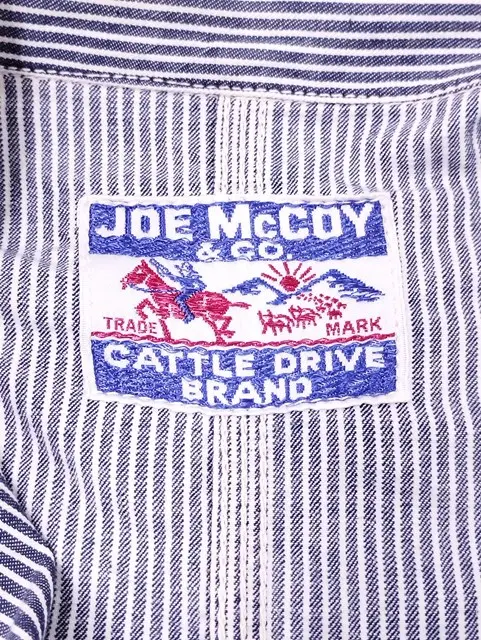 JOE McCOY
& CO.
TRADE MARK
CATTLE DRIVE
BRAND